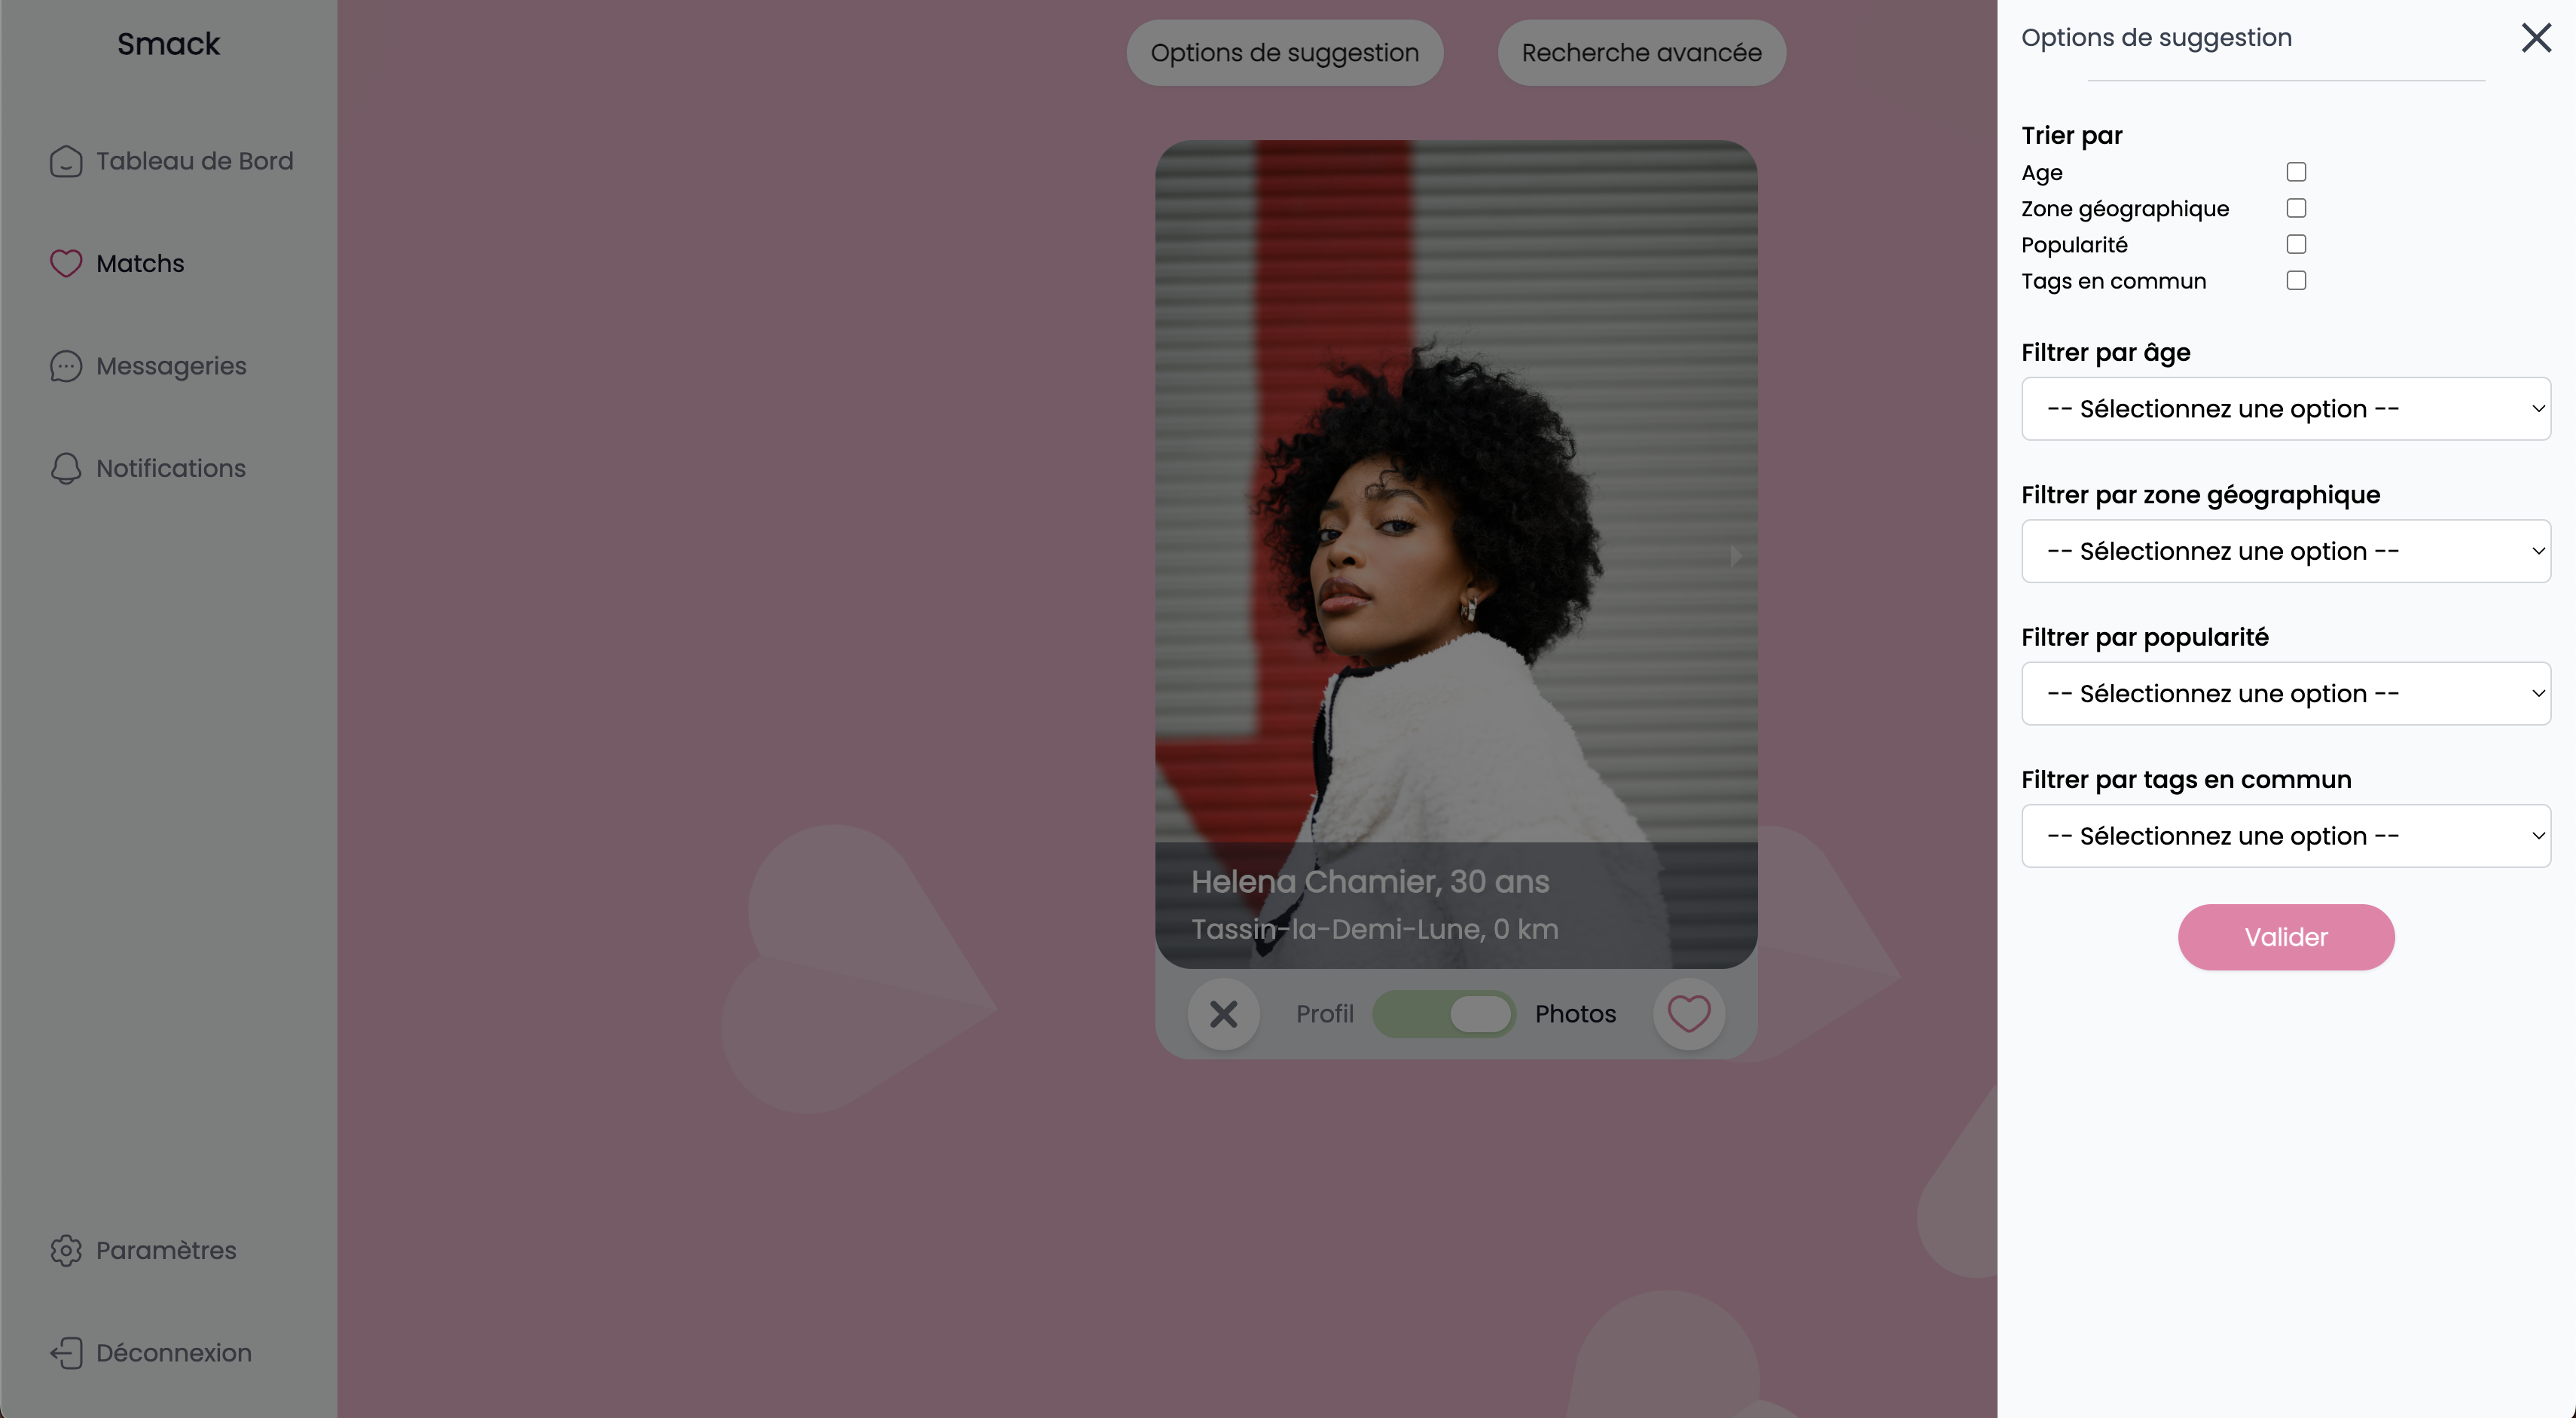 Smack
Tableau de Bord
Matchs
Messageries
Notifications
Paramètres
Déconnexion
Options de suggestion
Recherche avancée
Helena Chamier, 30 ans
Tassin-la-Demi-Lune, 0 km
Profil
Photos
Options de suggestion
Trier par
Age
Zone géographique
Popularité
Tags en commun
Filtrer par âge
-- Sélectionnez une option --
Filtrer par zone géographique
-- Sélectionnez une option --
Filtrer par popularité
-- Sélectionnez une option --
Filtrer par tags en commun
-- Sélectionnez une option --
Valider